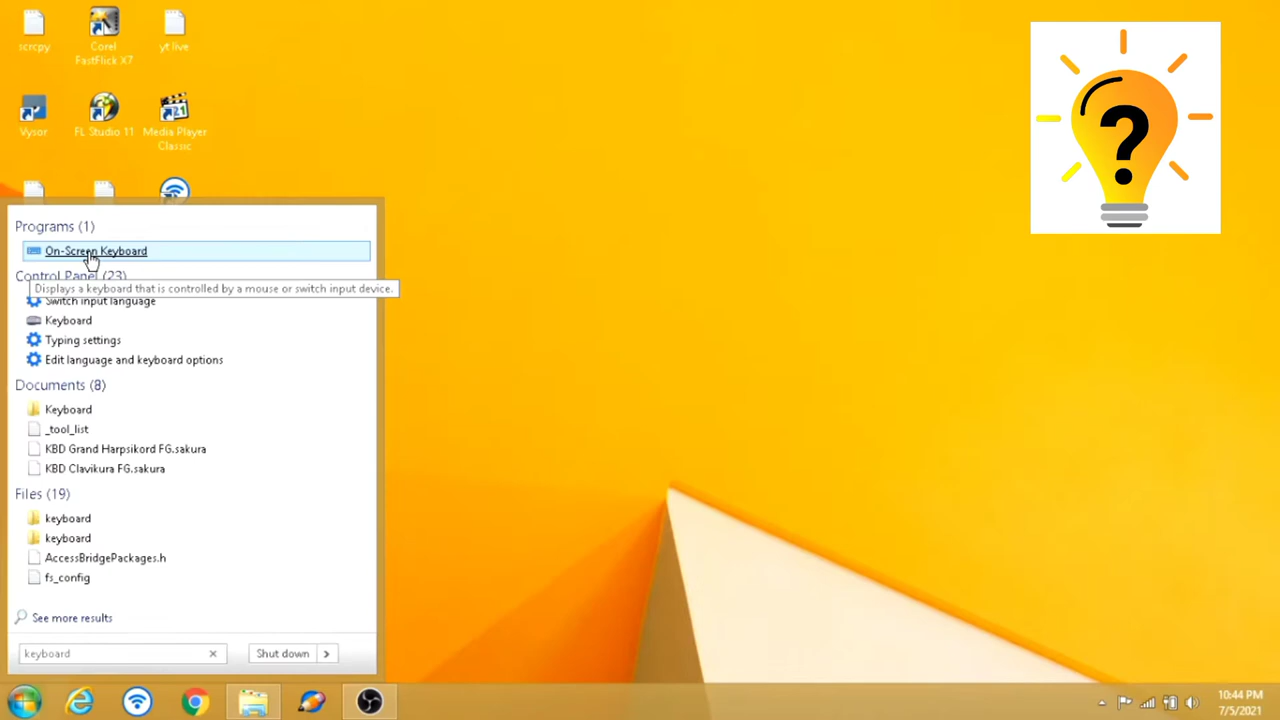 scrcpy
Corel
FastFlick X7
yt live
Vysor
FL Studio 11
Media Player
Classic
?
Programs (1)
On-Screen Keyboard
Control Panel (23)
Displays a keyboard that is controlled by a mouse or switch input device.
Switch input language
Keyboard
Typing settings
Edit language and keyboard options
Documents (8)
Keyboard
_tool_list
KBD Grand Harpsikord FG.sakura
KBD Clavikura FG.sakura
Files (19)
keyboard
keyboard
AccessBridgePackages.h
fs_config
See more results
keyboard
Shut down
10:44 PM
7/5/2021